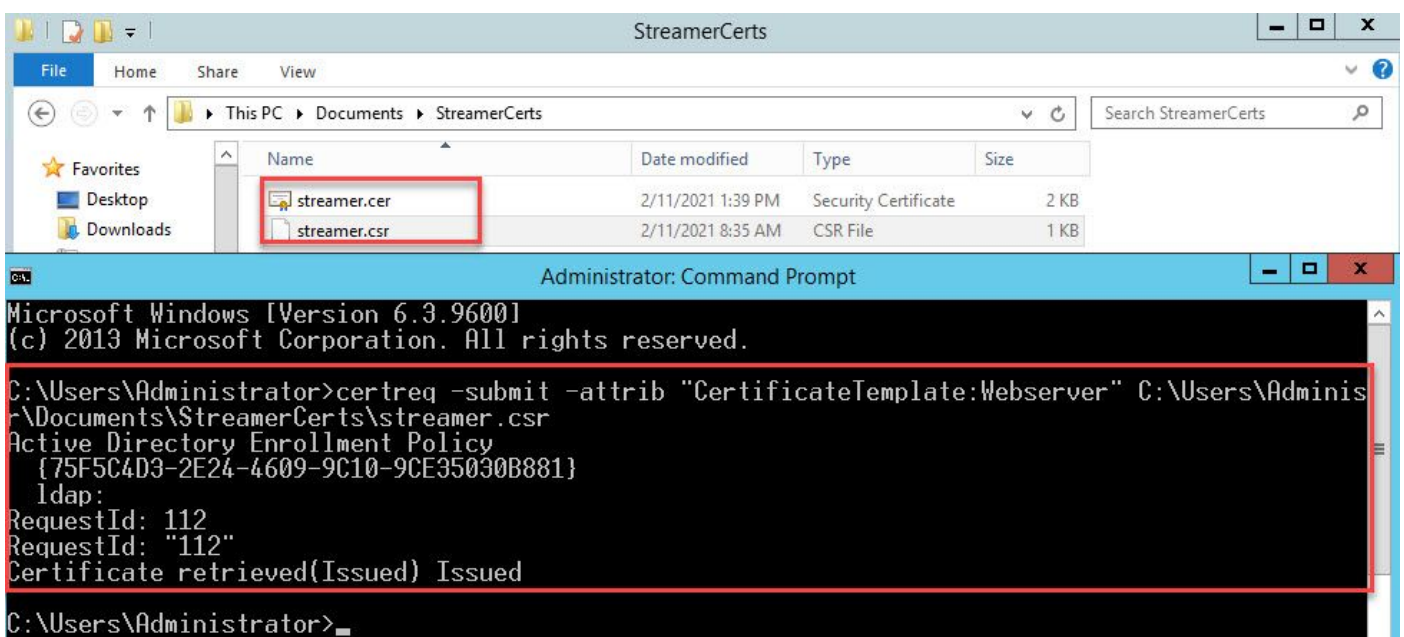 StreamerCerts
File Home Share View
This PC Documents StreamerCerts Search StreamerCerts
Name Date modified Type Size
Favorites
Desktop
Downloads
streamer.cer 2/11/2021 1:39 PM Security Certificate 2 KB
streamer.csr 2/11/2021 8:35 AM CSR File 1 KB
Administrator: Command Prompt
Microsoft Windows [Version 6.3.9600]
(c) 2013 Microsoft Corporation. All rights reserved.
C:\Users\Administrator>certreq -submit -attrib "CertificateTemplate:Webserver" C:\Users\Adminis
r\Documents\StreamerCerts\streamer.csr
Active Directory Enrollment Policy
{75F5C4D3-2E24-4609-9C10-9CE35030B881}
ldap:
RequestId: 112
RequestId: "112"
Certificate retrieved(Issued) Issued
C:\Users\Administrator>